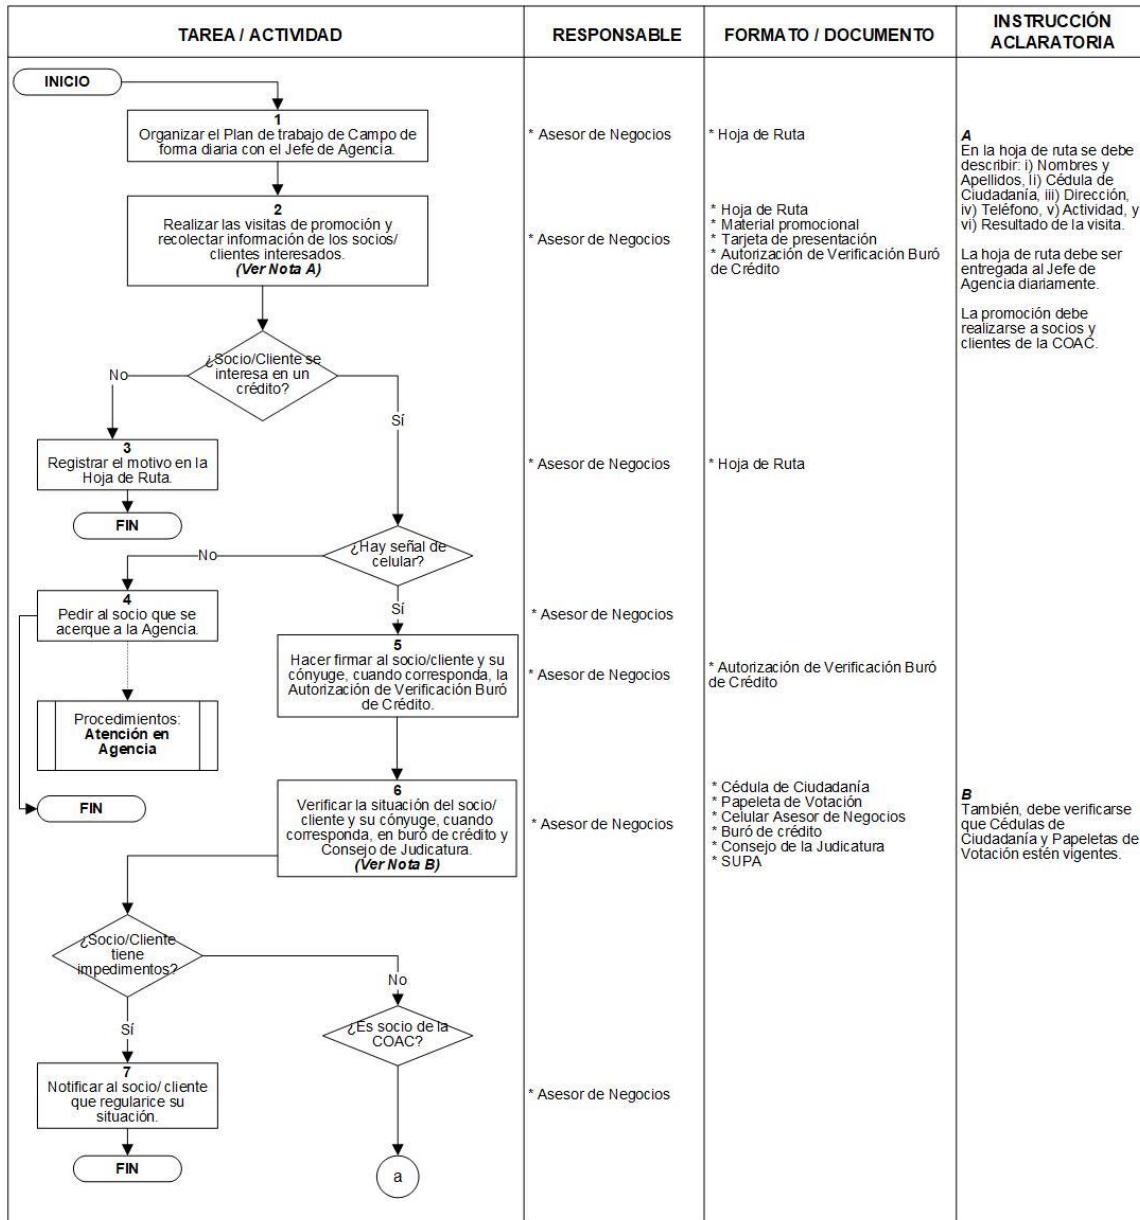 TAREA / ACTIVIDAD
RESPONSABLE
FORMATO / DOCUMENTO
INSTRUCCIÓN
ACLARATORIA
INICIO
1
Organizar el Plan de trabajo de Campo de
forma diaria con el Jefe de Agencia.
* Asesor de Negocios
* Hoja de Ruta
A
En la hoja de ruta se debe
describir: i) Nombres y
Apellidos, Ii) Cédula de
Ciudadanía, iii) Dirección,
iv) Teléfono, v) Actividad, y
vi) Resultado de la visita.
La hoja de ruta debe ser
entregada al Jefe de
Agencia diariamente.
La promoción debe
realizarse a socios y
clientes de la COAC.
2
Realizar las visitas de promoción y
recolectar información de los socios/
clientes interesados.
(Ver Nota A)
* Asesor de Negocios
* Hoja de Ruta
* Material promocional
* Tarjeta de presentación
* Autorización de Verificación Buró
de Crédito
¿Socio/Cliente se
interesa en un
crédito?
No
Sí
3
Registrar el motivo en la
Hoja de Ruta.
* Asesor de Negocios
* Hoja de Ruta
FIN
¿Hay señal de
celular?
No
Sí
4
Pedir al socio que se
acerque a la Agencia.
* Asesor de Negocios
5
Hacer firmar al socio/cliente y su
cónyuge, cuando corresponda, la
Autorización de Verificación Buró
de Crédito.
* Asesor de Negocios
* Autorización de Verificación Buró
de Crédito
Procedimientos:
Atención en
Agencia
FIN
6
Verificar la situación del socio/
cliente y su cónyuge, cuando
corresponda, en buró de crédito y
Consejo de Judicatura.
(Ver Nota B)
* Asesor de Negocios
* Cédula de Ciudadanía
* Papeleta de Votación
* Celular Asesor de Negocios
* Buró de crédito
* Consejo de la Judicatura
* SUPA
B
También, debe verificarse
que Cédulas de
Ciudadanía y Papeletas de
Votación estén vigentes.
¿Socio/Cliente
tiene
impedimentos?
No
Sí
¿Es socio de la
COAC?
7
Notificar al socio/ cliente
que regularice su
situación.
* Asesor de Negocios
FIN
a